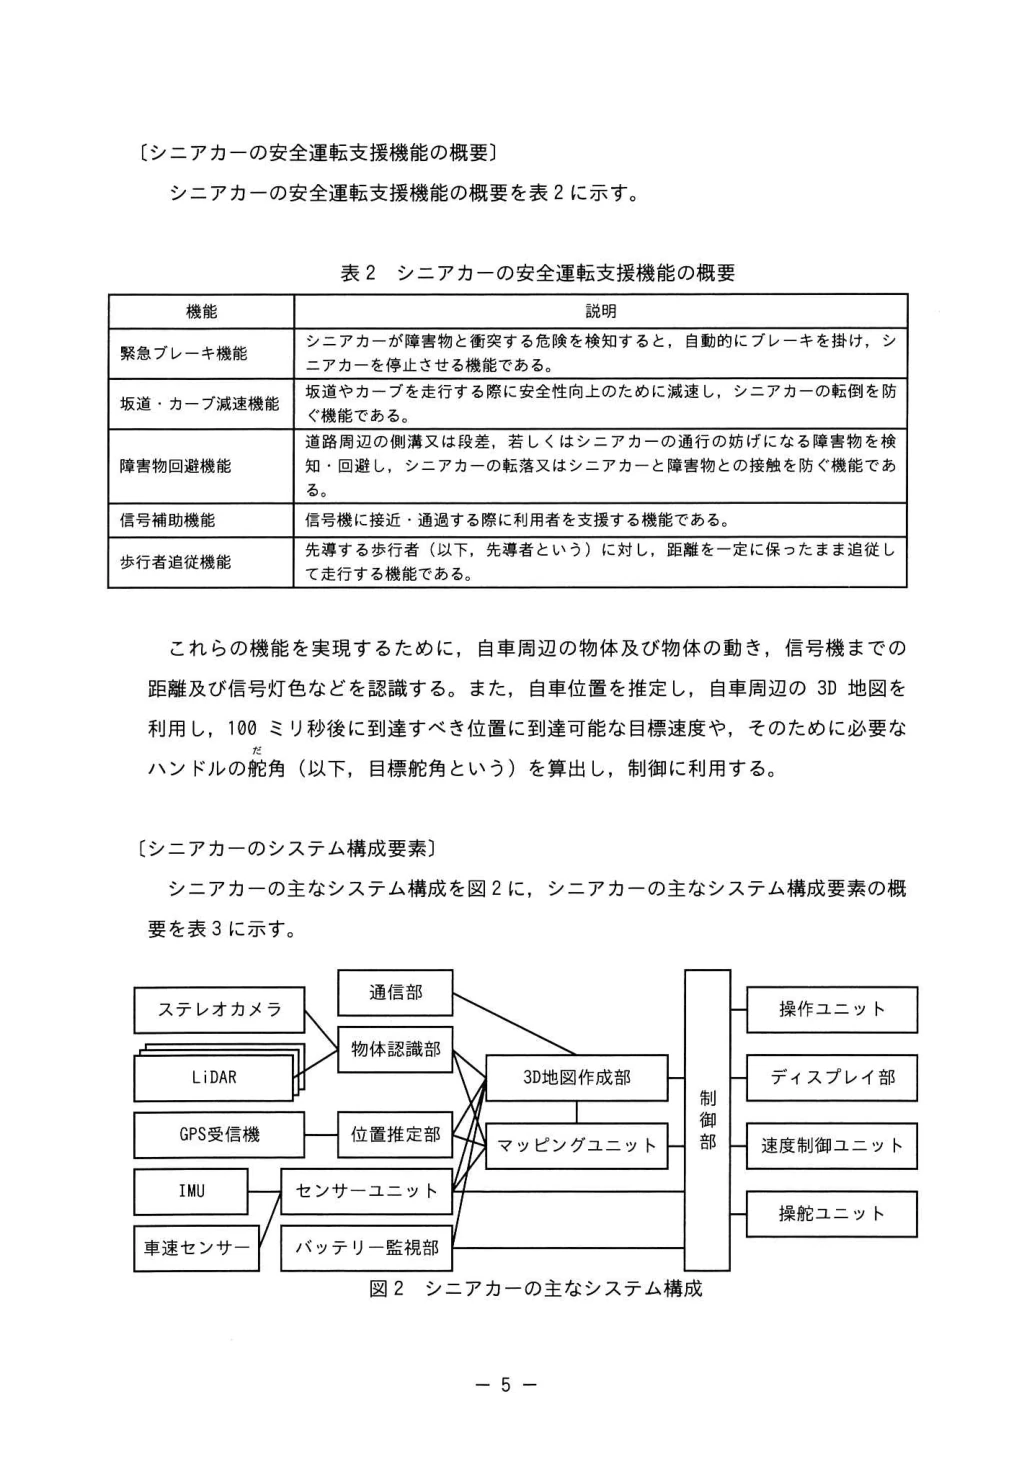 〔シニアカーの安全運転支援機能の概要〕
シニアカーの安全運転支援機能の概要を表2に示す。
表2 シニアカーの安全運転支援機能の概要
機能 説明
緊急ブレーキ機能 シニアカーが障害物と衝突する危険を検知すると，自動的にブレーキを掛け，シ
ニアカーを停止させる機能である。
坂道・カーブ減速機能 坂道やカーブを走行する際に安全性向上のために減速し，シニアカーの転倒を防
ぐ機能である。
障害物回避機能 道路周辺の側溝又は段差，若しくはシニアカーの通行の妨げになる障害物を検
知・回避し，シニアカーの転落又はシニアカーと障害物との接触を防ぐ機能であ
る。
信号補助機能 信号機に接近・通過する際に利用者を支援する機能である。
歩行者追従機能 先導する歩行者（以下，先導者という）に対し，距離を一定に保ったまま追従し
て走行する機能である。
これらの機能を実現するために，自車周辺の物体及び物体の動き，信号機までの
距離及び信号灯色などを認識する。また，自車位置を推定し，自車周辺の 3D 地図を
利用し，100 ミリ秒後に到達すべき位置に到達可能な目標速度や，そのために必要な
だ
ハンドルの舵角（以下，目標舵角という）を算出し，制御に利用する。
〔シニアカーのシステム構成要素〕
シニアカーの主なシステム構成を図2に，シニアカーの主なシステム構成要素の概
要を表3に示す。
ステレオカメラ
LiDAR
GPS受信機
IMU
車速センサー
通信部
物体認識部
位置推定部
センサーユニット
バッテリー監視部
3D地図作成部
マッピングユニット
制御部
操作ユニット
ディスプレイ部
速度制御ユニット
操舵ユニット
図2 シニアカーの主なシステム構成
－ 5 －